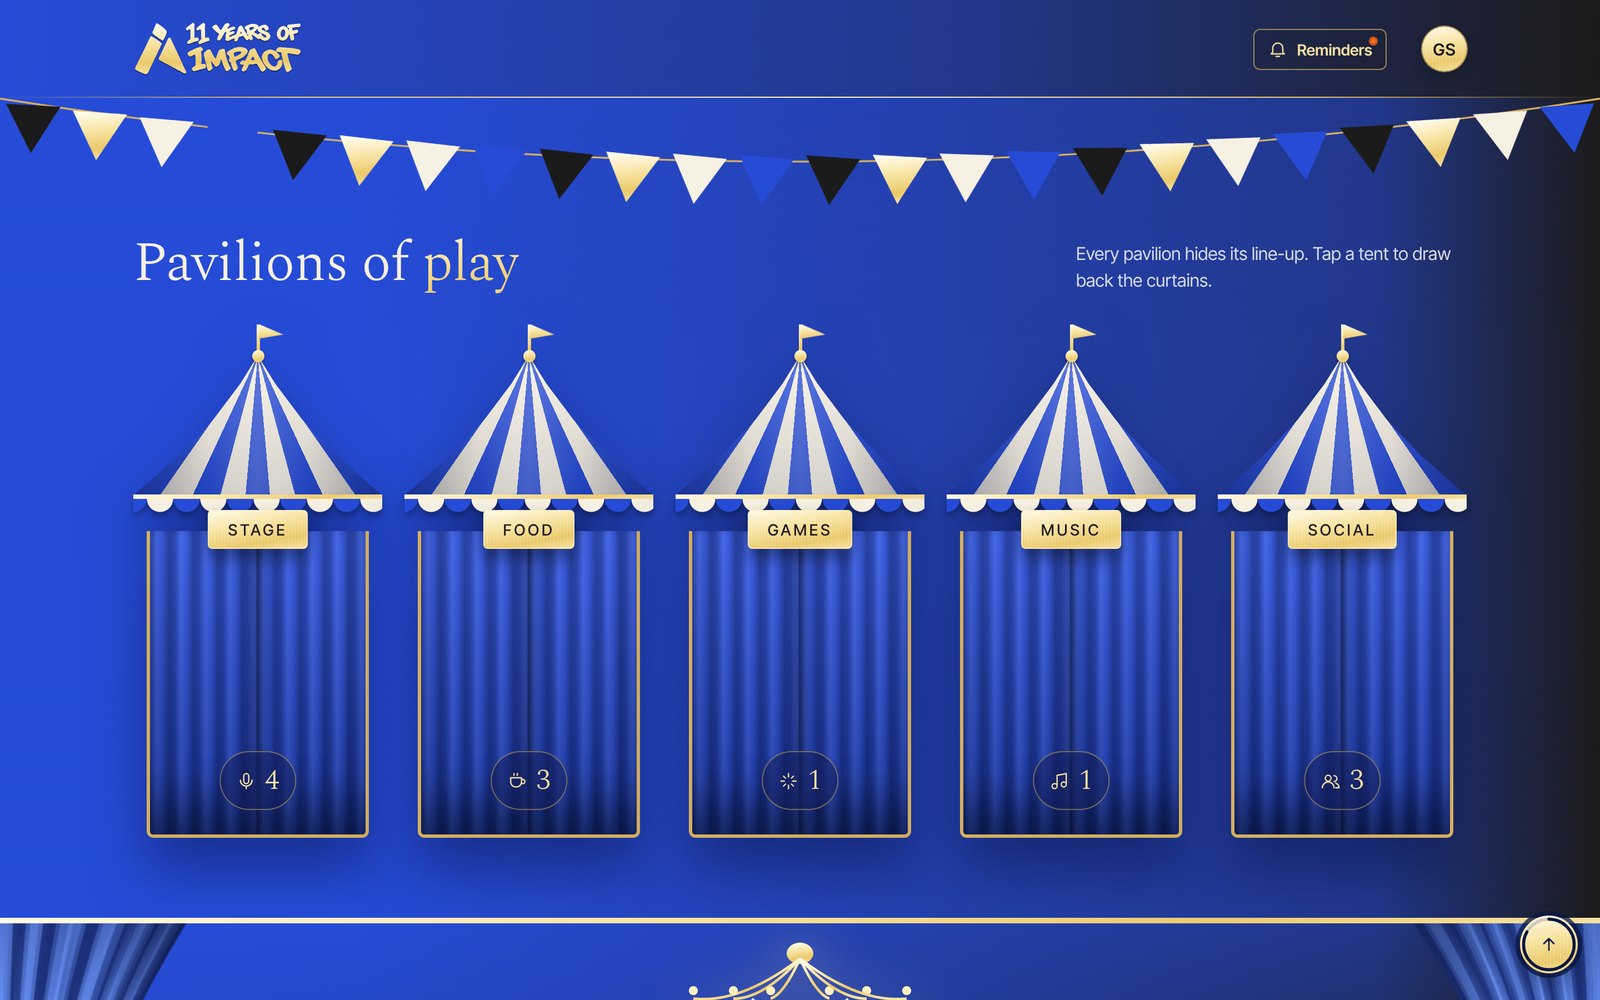 11 YEARS OF
IMPACT
Reminders
GS
Pavilions of play
Every pavilion hides its line-up. Tap a tent to draw
back the curtains.
STAGE
FOOD
GAMES
MUSIC
SOCIAL
4
3
1
1
3